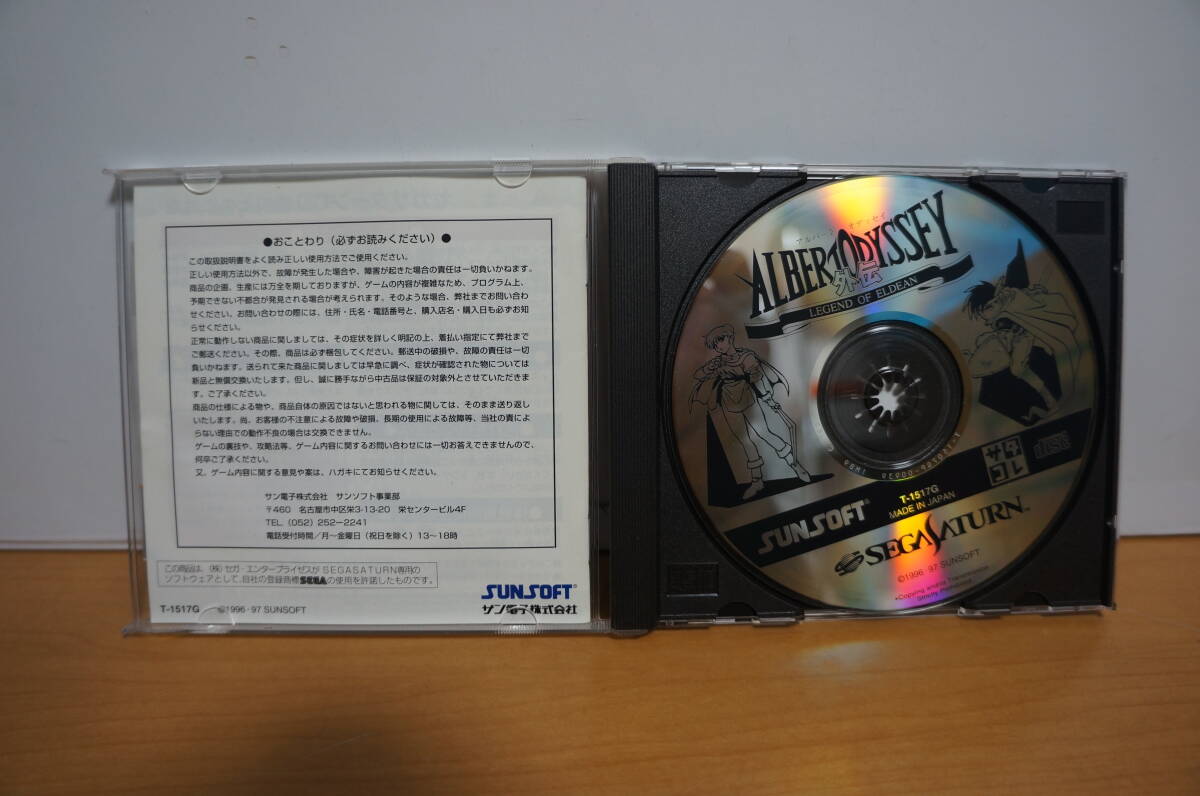 ●おことわり（必ずお読みください）●
この取扱説明書をよく読み正しい使用方法でご使用ください。
正しい使用方法以外で、故障が発生した場合や、障害が起きた場合の責任は一切負いかねます。
商品の企画、生産には万全を期しておりますが、ゲームの内容が複雑なため、プログラム上、
予期できない不都合が発見される場合が考えられます。そのような場合、弊社までお問い合わ
せください。お問い合わせの際には、住所・氏名・電話番号と、購入店名・購入日も必ずお知
らせください。
正常に動作しない商品に関しましては、その症状を詳しく明記の上、着払い指定にて弊社まで
ご郵送ください。その際、商品は必ず梱包してください。郵送中の破損や、故障の責任は一切
負いかねます。送られて来た商品に関しましては早急に調べ、症状が確認された物については
新品と無償交換いたします。但し、誠に勝手ながら中古品は保証の対象外とさせていただきま
す。ご了承ください。
商品の仕様による物や、商品自体の原因ではないと思われる物に関しては、そのまま送り返し
いたします。尚、お客様の不注意による故障や破損、長期の使用による故障等、当社の責によ
らない理由での動作不良の場合は交換できません。
ゲームの裏技や、攻略法等、ゲーム内容に関するお問い合わせには一切お答えできませんので、
何卒ご了承ください。
又、ゲーム内容に関する意見や案は、ハガキにてお知らせください。
サン電子株式会社 サンソフト事業部
〒460 名古屋市中区栄3-13-20 栄センタービル4F
TEL. (052) 252-2241
電話受付時間／月〜金曜日（祝日を除く）13〜18時
この商品は、（株）セガ・エンタープライゼスが SEGASATURN専用の
ソフトウェアとして、自社の登録商標SEGAの使用を許諾したものです。
SUNSOFT®
サン電子株式会社
T-1517G ©1996・97 SUNSOFT
アルバート オデッセイ
ALBERT ODYSSEY
外伝
LEGEND OF ELDEAN
サタコレ
disc
SUNSOFT®
T-1517G
MADE IN JAPAN
SEGA SATURN™
©1996・97 SUNSOFT
•Copying and/or Transmission
Strictly Prohibited.